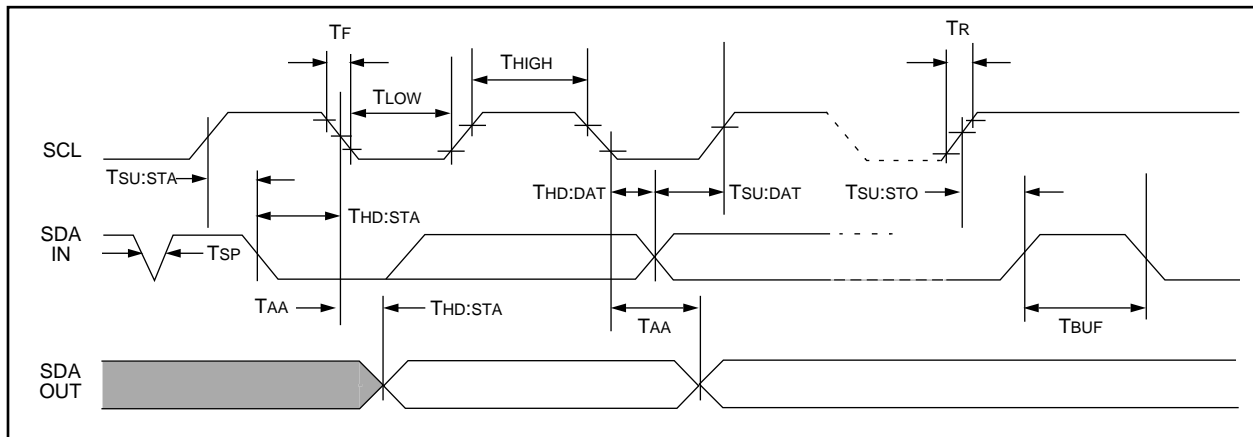 TF
TR
THIGH
TLOW
SCL
TSU:STA
THD:DAT
TSU:DAT
TSU:STO
THD:STA
SDA
IN
TSP
TAA
THD:STA
TAA
TBUF
SDA
OUT